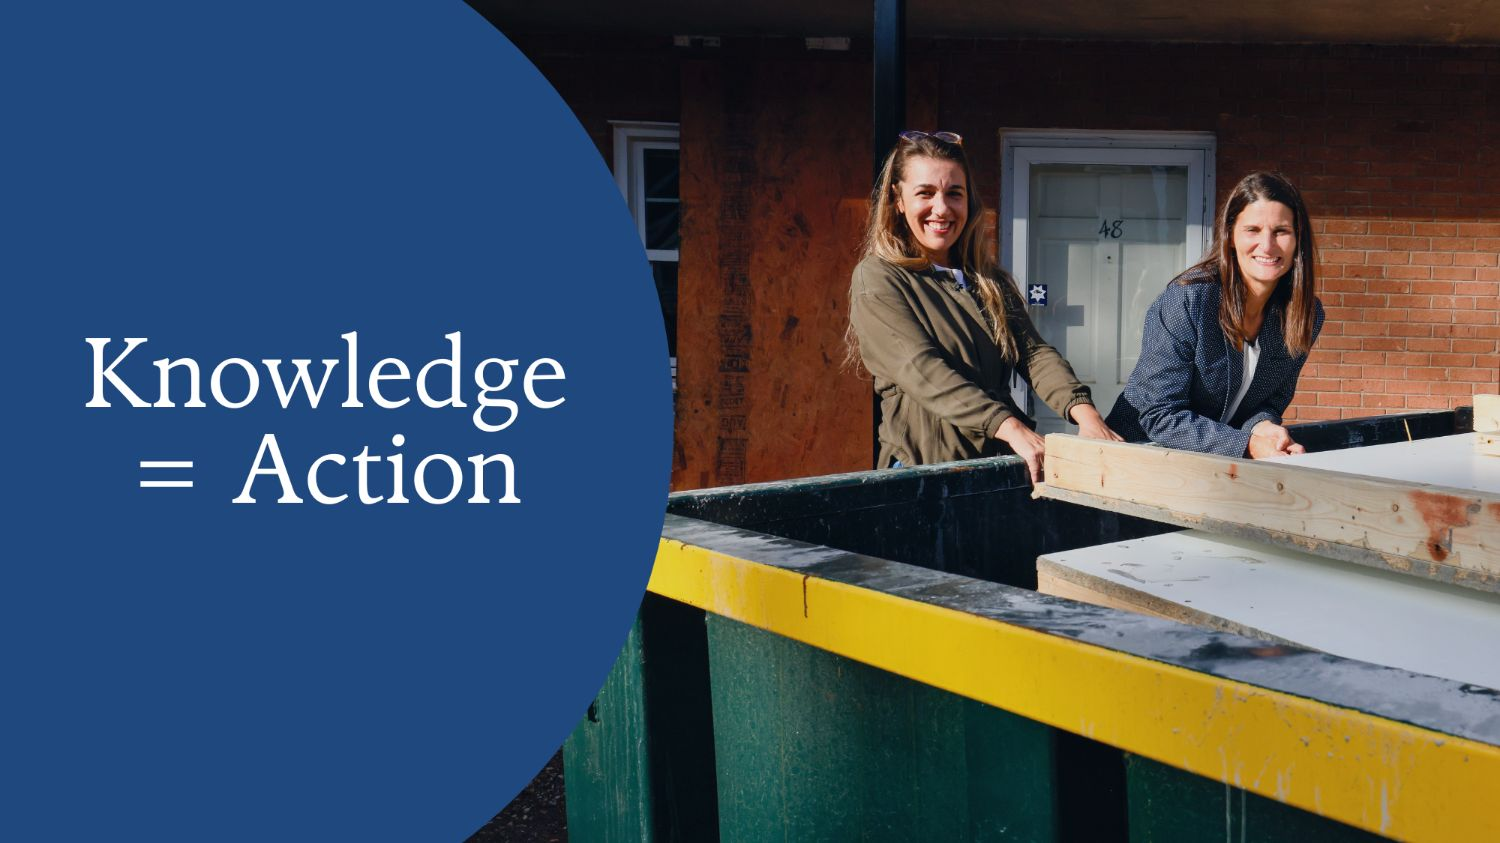 Knowledge
= Action
48